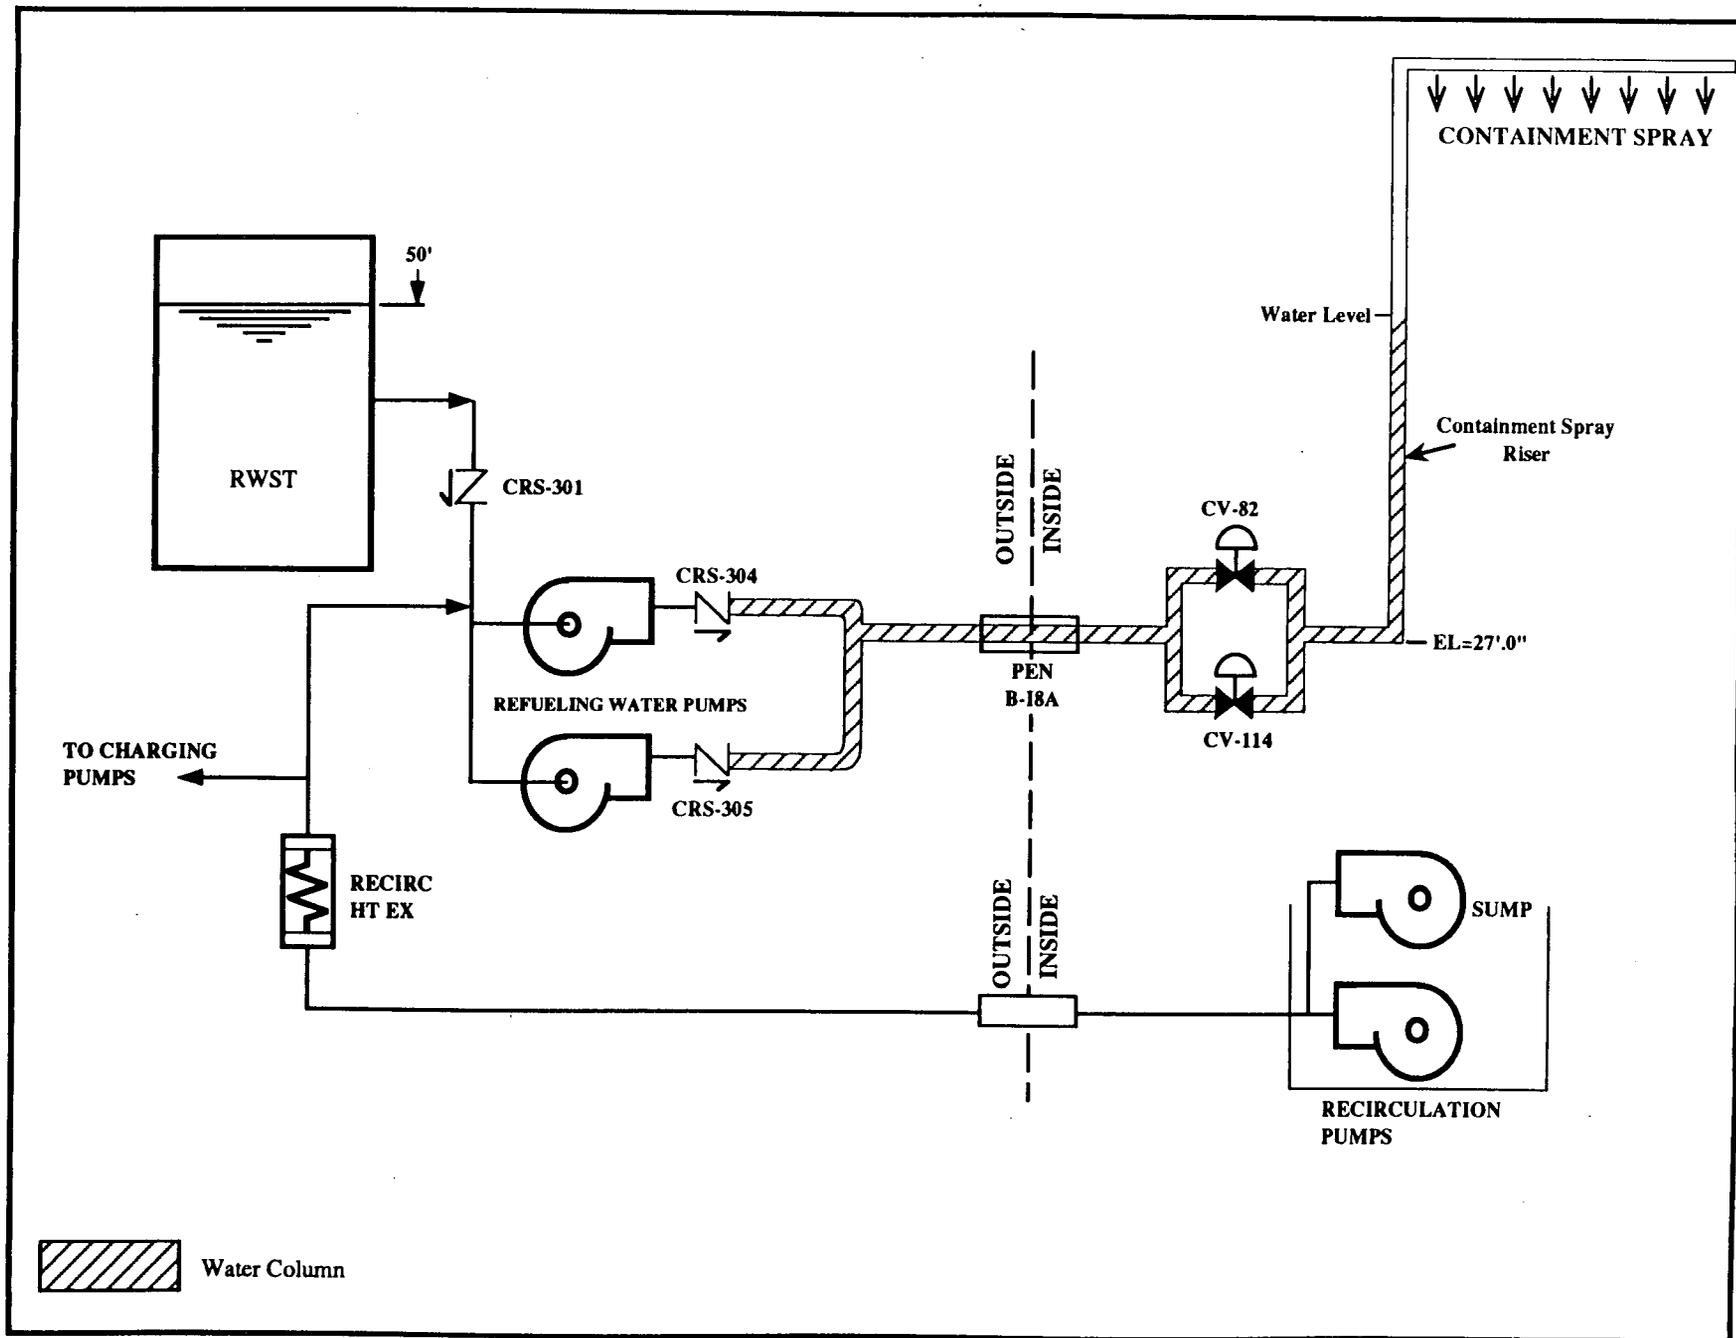 CONTAINMENT SPRAY
50'
Water Level
Containment Spray
Riser
RWST
CRS-301
OUTSIDE
INSIDE
CV-82
CRS-304
EL=27'.0"
PEN
B-18A
REFUELING WATER PUMPS
CV-114
TO CHARGING
PUMPS
CRS-305
RECIRC
HT EX
OUTSIDE
INSIDE
SUMP
RECIRCULATION
PUMPS
Water Column